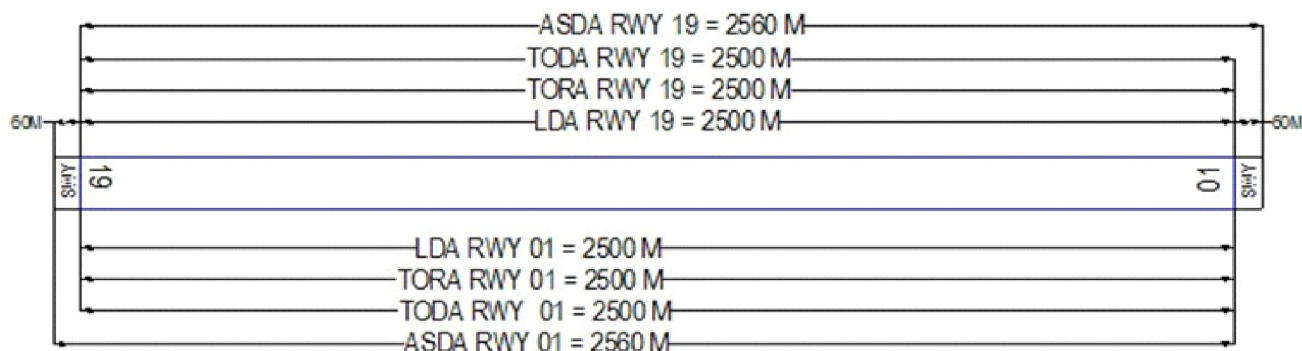 ASDA RWY 19 = 2560 M
TODA RWY 19 = 2500 M
TORA RWY 19 = 2500 M
60M LDA RWY 19 = 2500 M 60M
SWY 19 01 SWY
LDA RWY 01 = 2500 M
TORA RWY 01 = 2500 M
TODA RWY 01 = 2500 M
ASDA RWY 01 = 2560 M